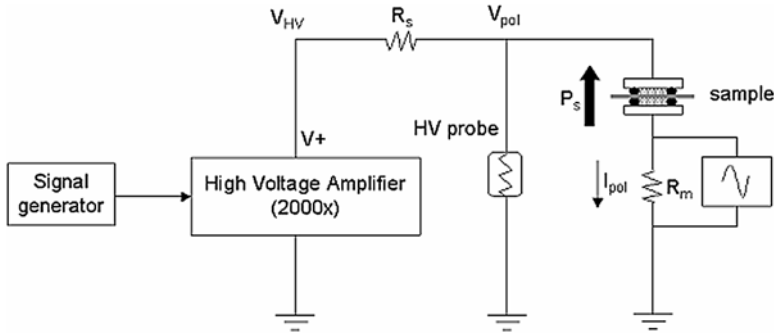 V_HV
R_s
V_pol
P_s
sample
HV probe
V+
Signal
generator
High Voltage Amplifier
(2000x)
I_pol
R_m